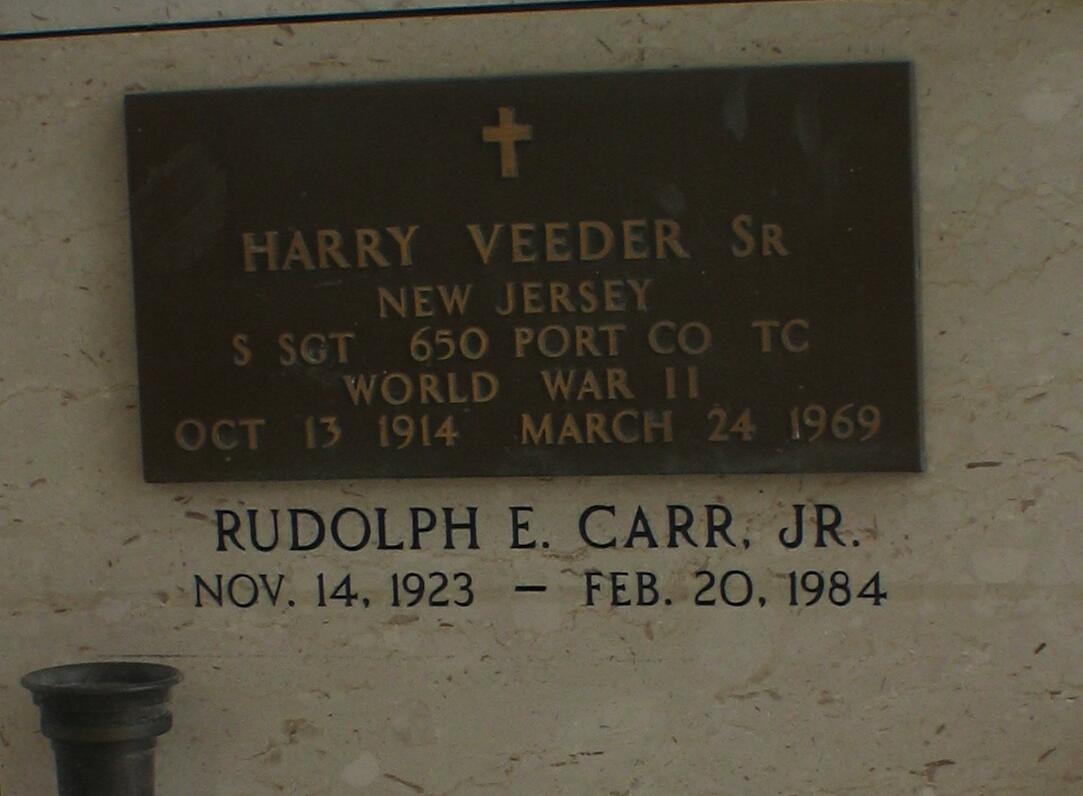 HARRY VEEDER SR
NEW JERSEY
S SGT 650 PORT CO TC
WORLD WAR II
OCT 13 1914 MARCH 24 1969
RUDOLPH E. CARR, JR.
NOV. 14, 1923 — FEB. 20, 1984